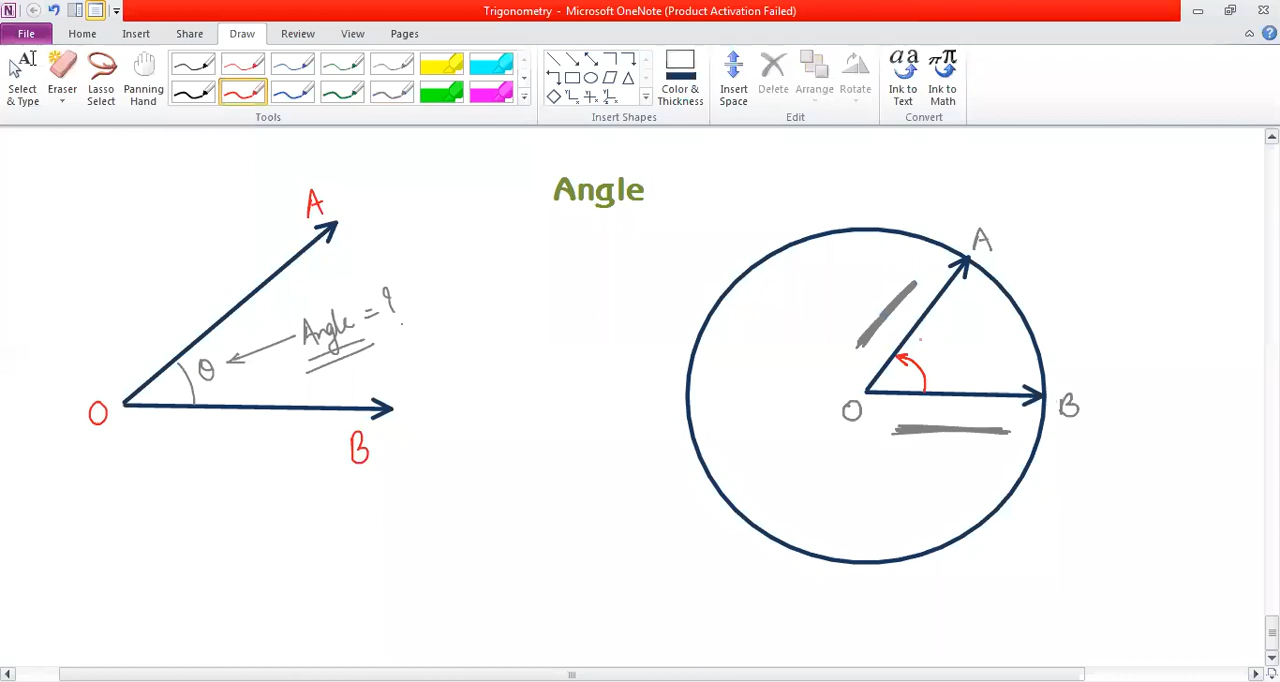 Trigonometry - Microsoft OneNote (Product Activation Failed)
File Home Insert Share Draw Review View Pages
Select & Type
Eraser
Lasso Select
Panning Hand
Color & Thickness
Insert Space
Delete
Arrange
Rotate
Ink to Text
Ink to Math
Tools
Insert Shapes
Edit
Convert
Angle
A
θ
Angle = ?
O
B
A
O
B